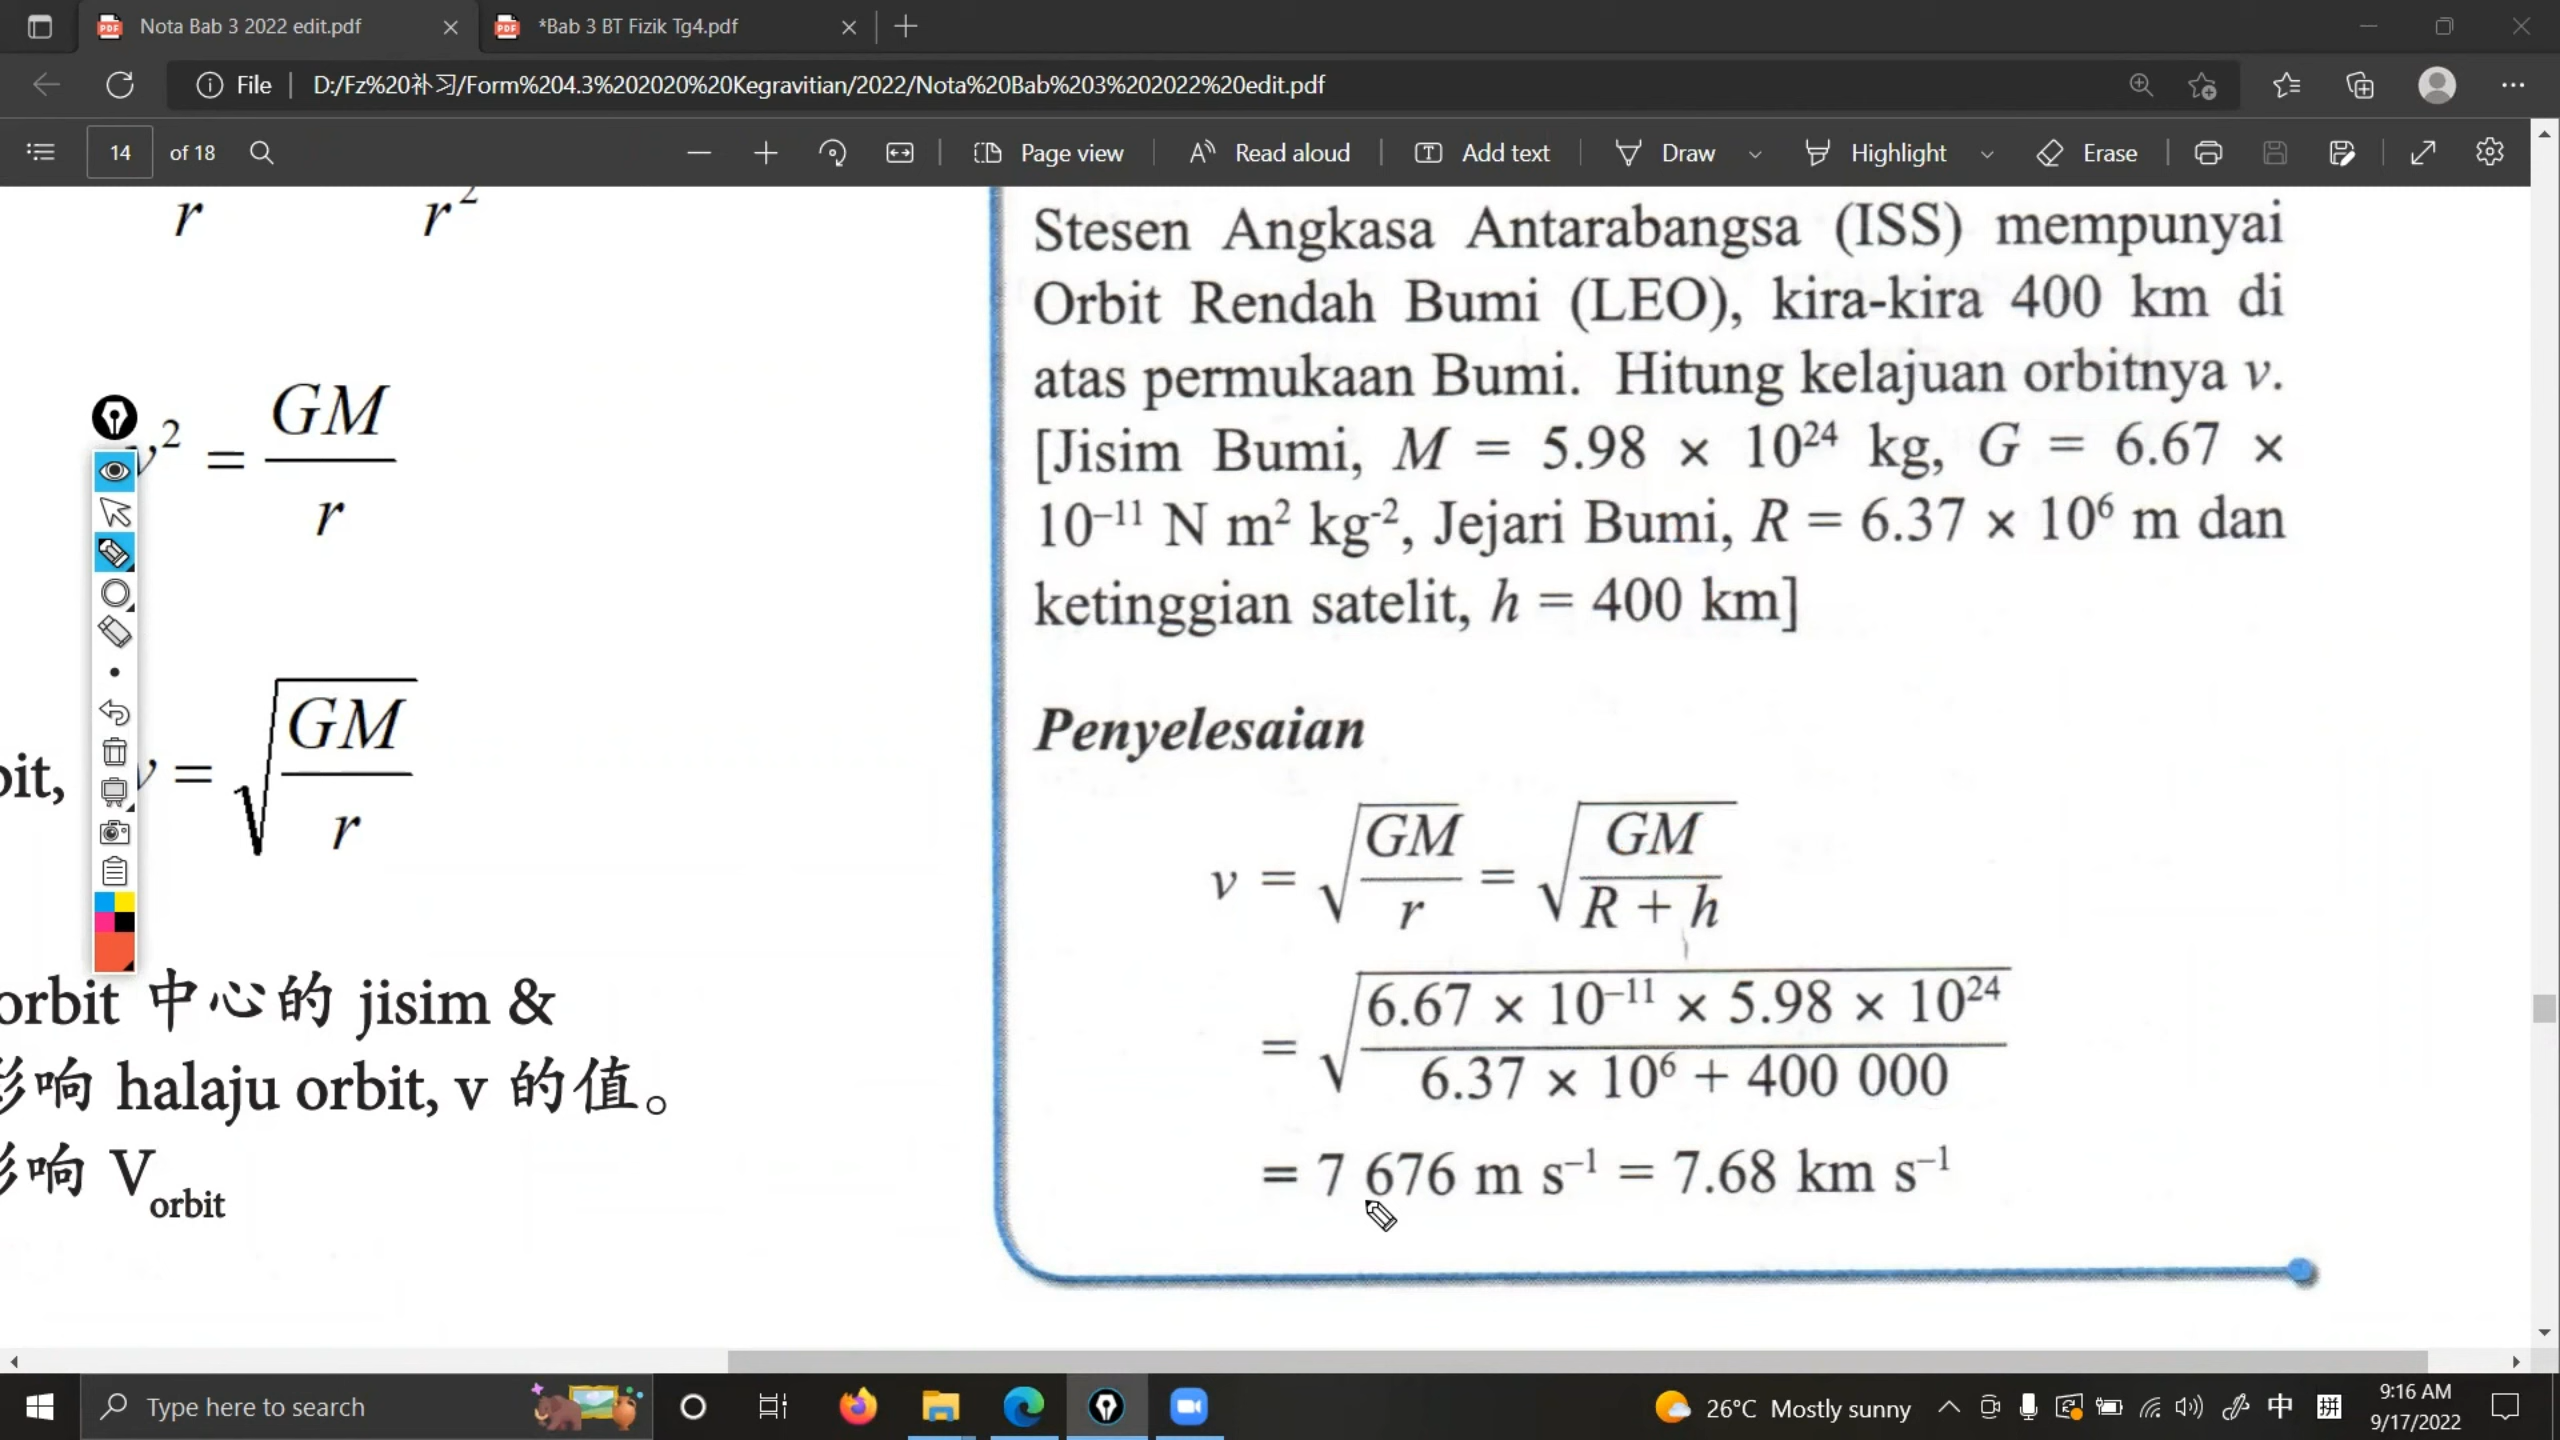 Nota Bab 3 2022 edit.pdf
*Bab 3 BT Fizik Tg4.pdf
File
D:/Fz%20补习/Form%204.3%202020%20Kegravitian/2022/Nota%20Bab%203%202022%20edit.pdf
14 of 18
Page view
Read aloud
Add text
Draw
Highlight
Erase
r r²
v² = GM / r
bit, v = √(GM / r)
orbit 中心的 jisim &
影响 halaju orbit, v 的值。
影响 V_orbit
Stesen Angkasa Antarabangsa (ISS) mempunyai
Orbit Rendah Bumi (LEO), kira-kira 400 km di
atas permukaan Bumi. Hitung kelajuan orbitnya v.
[Jisim Bumi, M = 5.98 × 10²⁴ kg, G = 6.67 ×
10⁻¹¹ N m² kg⁻², Jejari Bumi, R = 6.37 × 10⁶ m dan
ketinggian satelit, h = 400 km]
Penyelesaian
v = √(GM / r) = √(GM / (R + h))
= √((6.67 × 10⁻¹¹ × 5.98 × 10²⁴) / (6.37 × 10⁶ + 400 000))
= 7 676 m s⁻¹ = 7.68 km s⁻¹
Type here to search
26°C Mostly sunny
中
拼
9:16 AM
9/17/2022